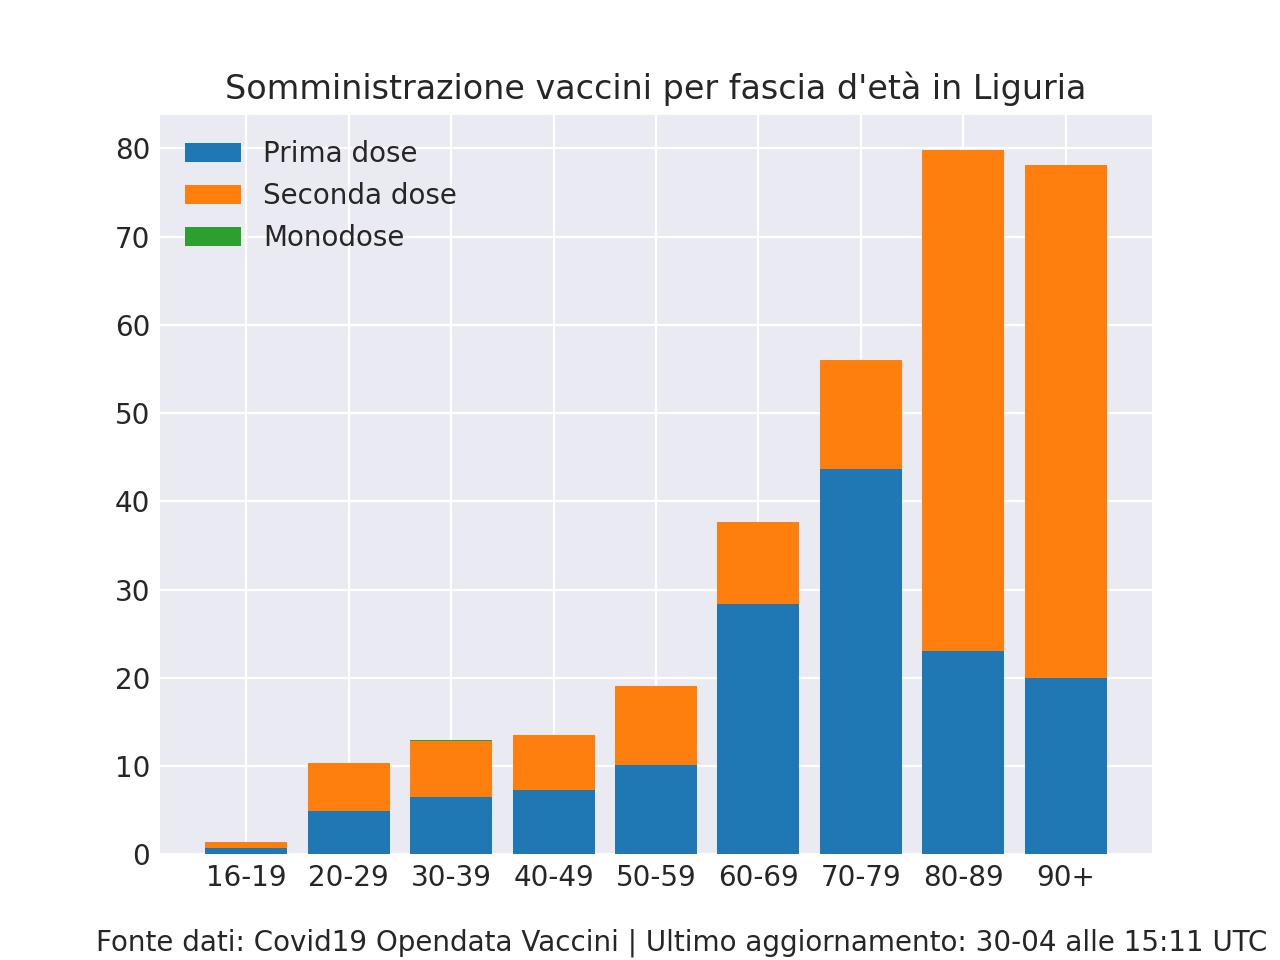 Somministrazione vaccini per fascia d'età in Liguria
Prima dose
Seconda dose
Monodose
80
70
60
50
40
30
20
10
0
16-19 20-29 30-39 40-49 50-59 60-69 70-79 80-89 90+
Fonte dati: Covid19 Opendata Vaccini | Ultimo aggiornamento: 30-04 alle 15:11 UTC